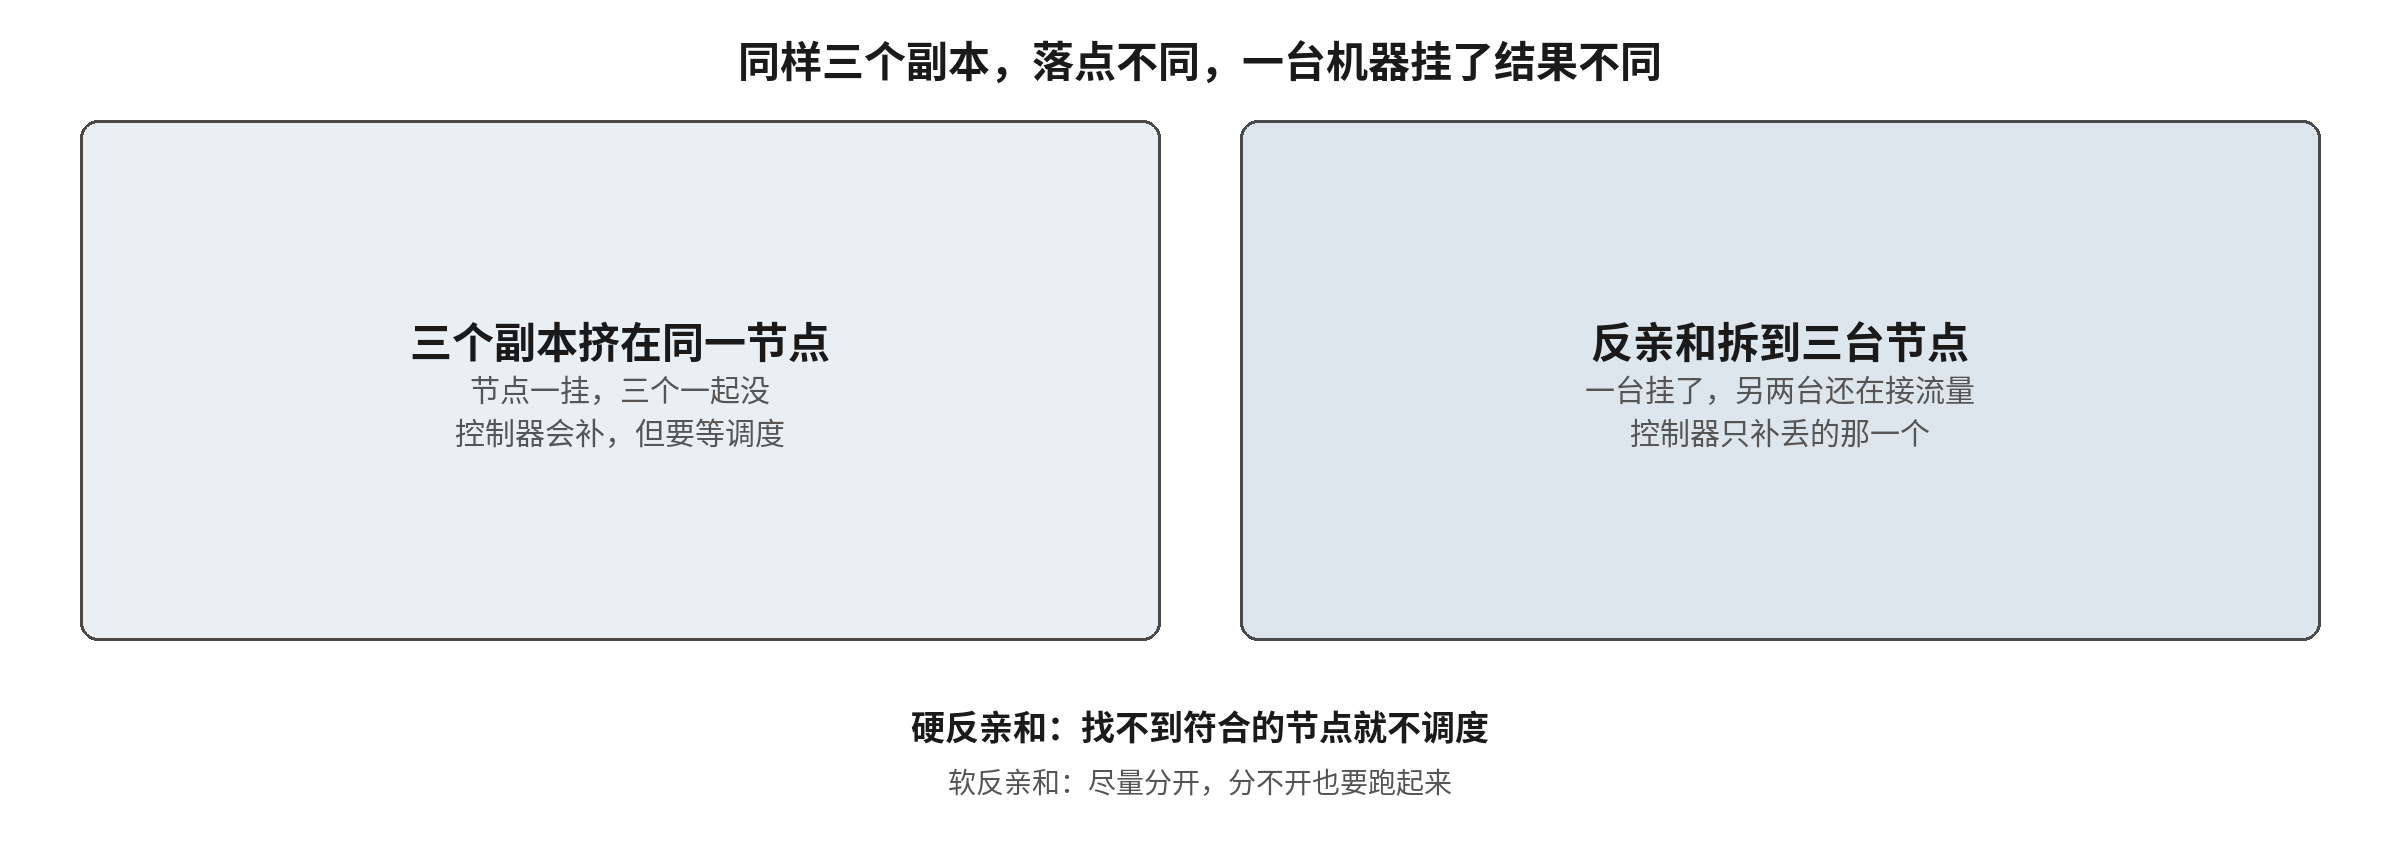 同样三个副本，落点不同，一台机器挂了结果不同
三个副本挤在同一节点
节点一挂，三个一起没
控制器会补，但要等调度
反亲和拆到三台节点
一台挂了，另两台还在接流量
控制器只补丢的那一个
硬反亲和：找不到符合的节点就不调度
软反亲和：尽量分开，分不开也要跑起来